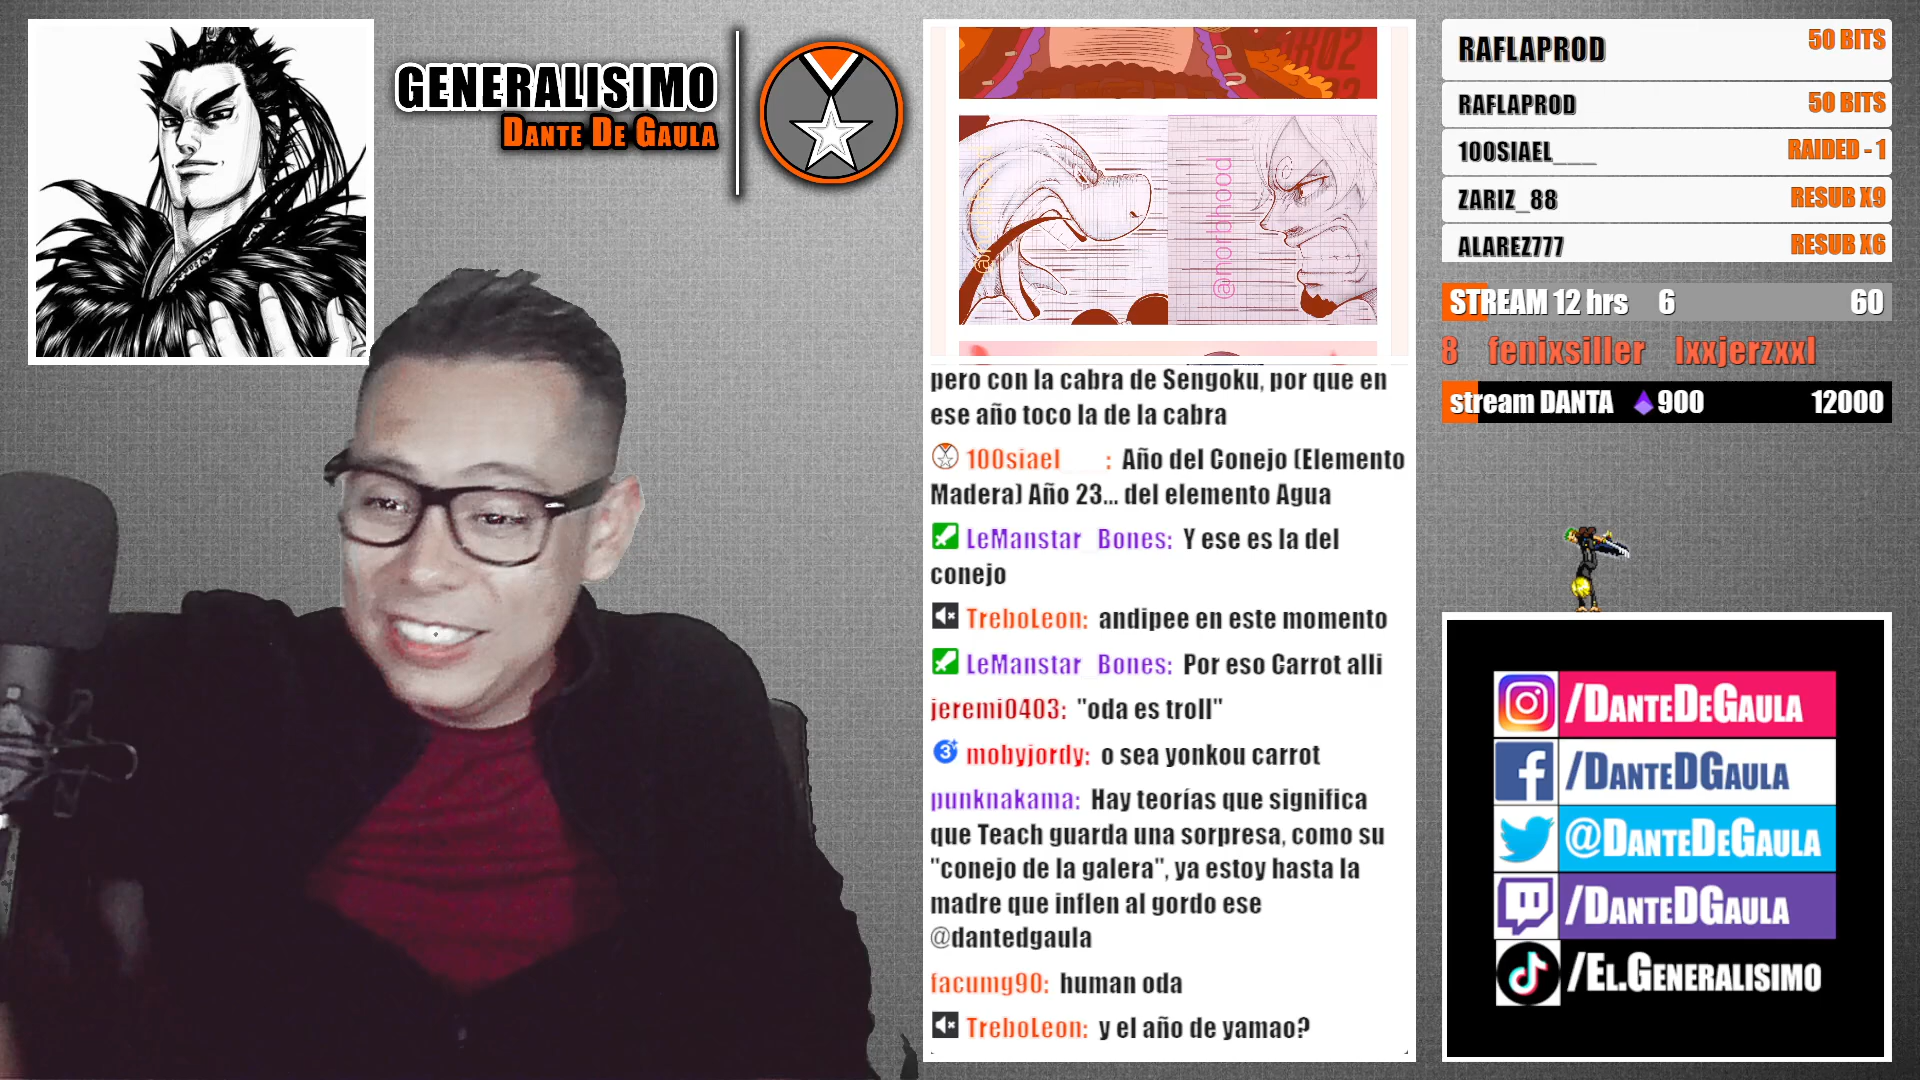 GENERALISIMO
DANTE DE GAULA
@norbhood
pero con la cabra de Sengoku, por que en
ese año toco la de la cabra
100siael : Año del Conejo (Elemento
Madera) Año 23... del elemento Agua
LeManstar Bones: Y ese es la del
conejo
TreboLeon: andipee en este momento
LeManstar Bones: Por eso Carrot alli
jeremi0403: "oda es troll"
mobyjordy: o sea yonkou carrot
punknakama: Hay teorías que significa
que Teach guarda una sorpresa, como su
"conejo de la galera", ya estoy hasta la
madre que inflen al gordo ese
@dantedgaula
facumg90: human oda
TreboLeon: y el año de yamao?
RAFLAPROD 50 BITS
RAFLAPROD 50 BITS
100SIAEL___ RAIDED - 1
ZARIZ_88 RESUB X9
ALAREZ777 RESUB X6
STREAM 12 hrs 6 60
8 fenixsiller lxxjerzxxl
stream DANTA 900 12000
/DANTEDEGAULA
/DANTEDGAULA
@DANTEDEGAULA
/DANTEDGAULA
/EL.GENERALISIMO